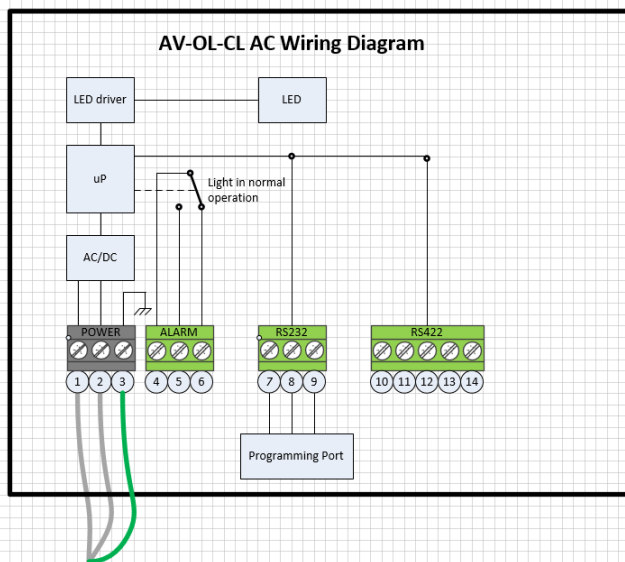 AV-OL-CL AC Wiring Diagram
LED driver
LED
uP
Light in normal
operation
AC/DC
POWER
ALARM
RS232
RS422
1 2 3 4 5 6 7 8 9 10 11 12 13 14
Programming Port